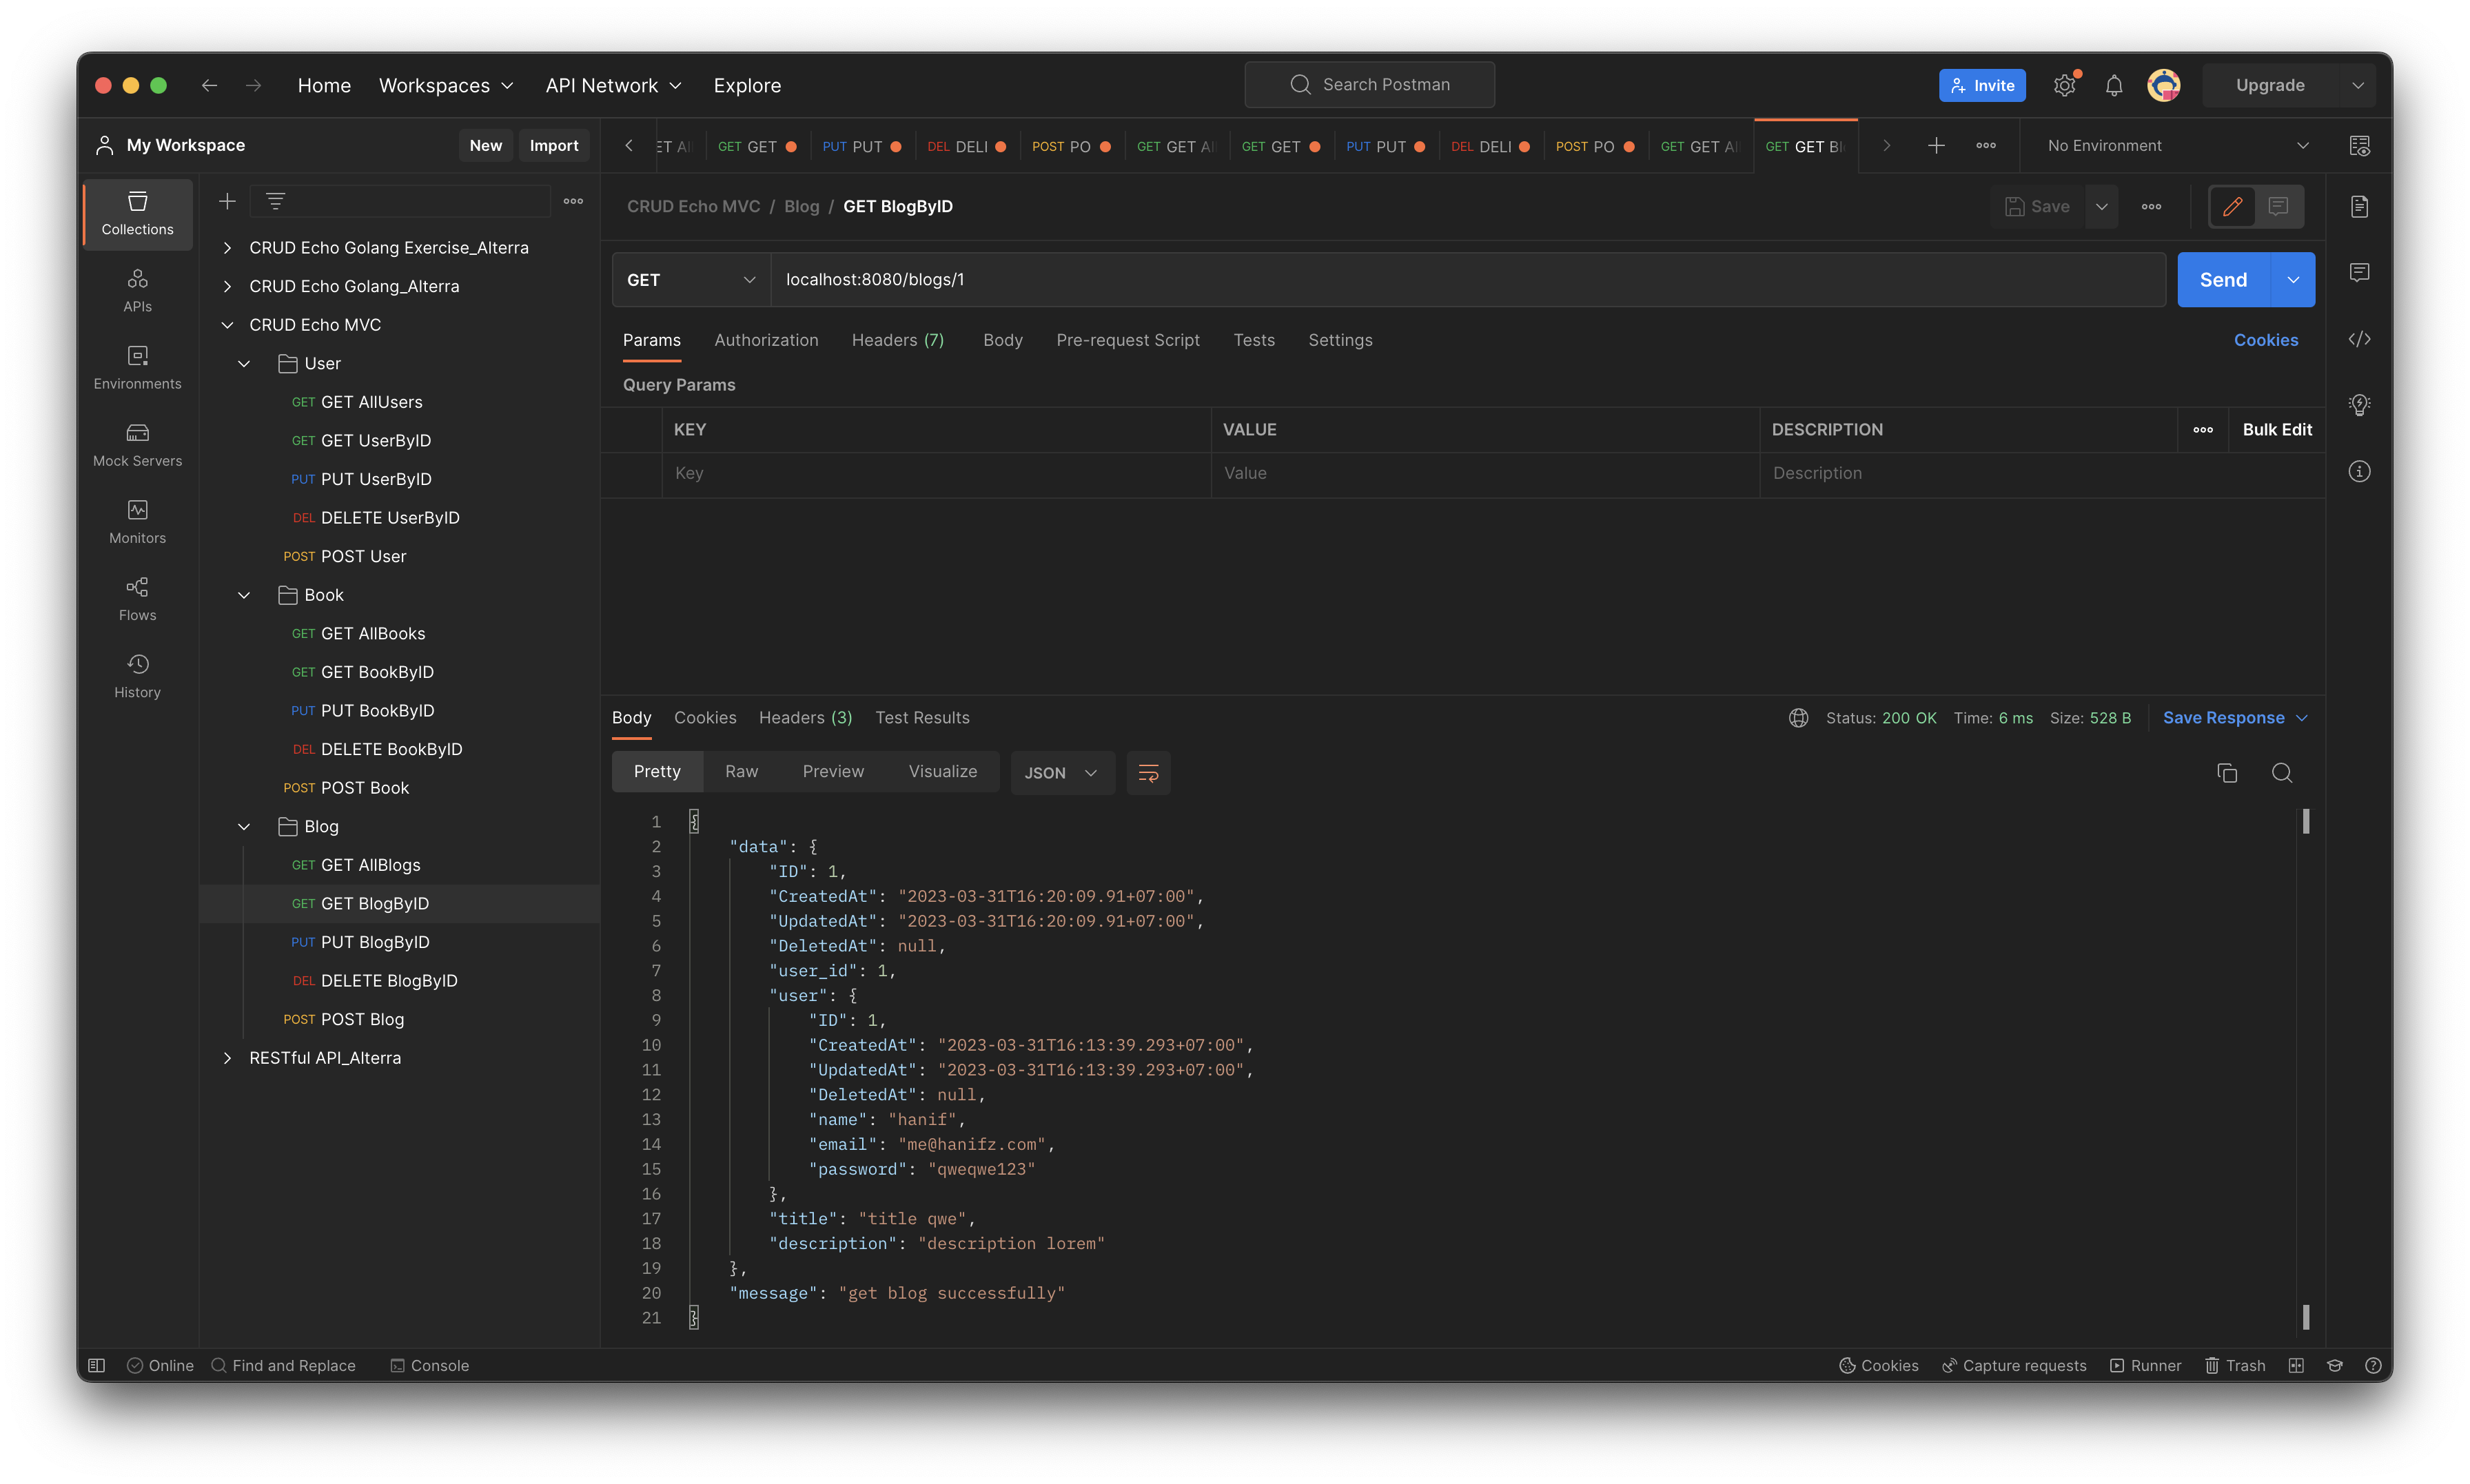 Home Workspaces API Network Explore Search Postman Invite Upgrade
My Workspace New Import GET GET PUT PUT DEL DELI POST PO GET GET Al GET GET PUT PUT DEL DELI POST PO GET GET Al GET GET Bl No Environment
Collections
APIs
Environments
Mock Servers
Monitors
Flows
History
CRUD Echo Golang Exercise_Alterra
CRUD Echo Golang_Alterra
CRUD Echo MVC
User
GET GET AllUsers
GET GET UserByID
PUT PUT UserByID
DEL DELETE UserByID
POST POST User
Book
GET GET AllBooks
GET GET BookByID
PUT PUT BookByID
DEL DELETE BookByID
POST POST Book
Blog
GET GET AllBlogs
GET GET BlogByID
PUT PUT BlogByID
DEL DELETE BlogByID
POST POST Blog
RESTful API_Alterra
CRUD Echo MVC / Blog / GET BlogByID Save
GET localhost:8080/blogs/1 Send
Params Authorization Headers (7) Body Pre-request Script Tests Settings Cookies
Query Params
KEY VALUE DESCRIPTION Bulk Edit
Key Value Description
Body Cookies Headers (3) Test Results Status: 200 OK Time: 6 ms Size: 528 B Save Response
Pretty Raw Preview Visualize JSON
1 {
2 "data": {
3 "ID": 1,
4 "CreatedAt": "2023-03-31T16:20:09.91+07:00",
5 "UpdatedAt": "2023-03-31T16:20:09.91+07:00",
6 "DeletedAt": null,
7 "user_id": 1,
8 "user": {
9 "ID": 1,
10 "CreatedAt": "2023-03-31T16:13:39.293+07:00",
11 "UpdatedAt": "2023-03-31T16:13:39.293+07:00",
12 "DeletedAt": null,
13 "name": "hanif",
14 "email": "me@hanifz.com",
15 "password": "qweqwe123"
16 },
17 "title": "title qwe",
18 "description": "description lorem"
19 },
20 "message": "get blog successfully"
21 }
Online Find and Replace Console Cookies Capture requests Runner Trash